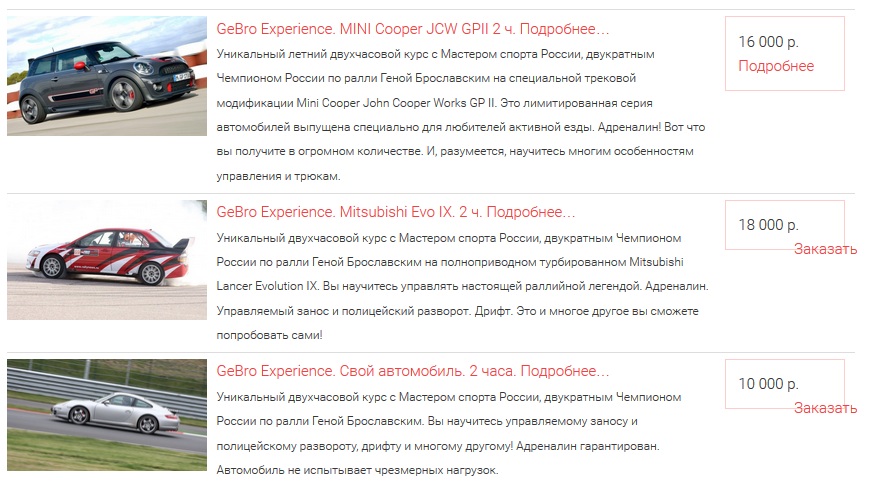 GeBro Experience. MINI Cooper JCW GPII 2 ч. Подробнее...
Уникальный летний двухчасовой курс с Мастером спорта России, двукратным
Чемпионом России по ралли Геной Брославским на специальной трековой
модификации Mini Cooper John Cooper Works GP II. Это лимитированная серия
автомобилей выпущена специально для любителей активной езды. Адреналин! Вот что
вы получите в огромном количестве. И, разумеется, научитесь многим особенностям
управления и трюкам.
16 000 р.
Подробнее
GeBro Experience. Mitsubishi Evo IX. 2 ч. Подробнее...
Уникальный двухчасовой курс с Мастером спорта России, двукратным Чемпионом
России по ралли Геной Брославским на полноприводном турбированном Mitsubishi
Lancer Evolution IX. Вы научитесь управлять настоящей раллийной легендой. Адреналин.
Управляемый занос и полицейский разворот. Дрифт. Это и многое другое вы сможете
попробовать сами!
18 000 р.
Заказать
GeBro Experience. Свой автомобиль. 2 часа. Подробнее...
Уникальный двухчасовой курс с Мастером спорта России, двукратным Чемпионом
России по ралли Геной Брославским. Вы научитесь управляемому заносу и
полицейскому развороту, дрифту и многому другому! Адреналин гарантирован.
Автомобиль не испытывает чрезмерных нагрузок.
10 000 р.
Заказать